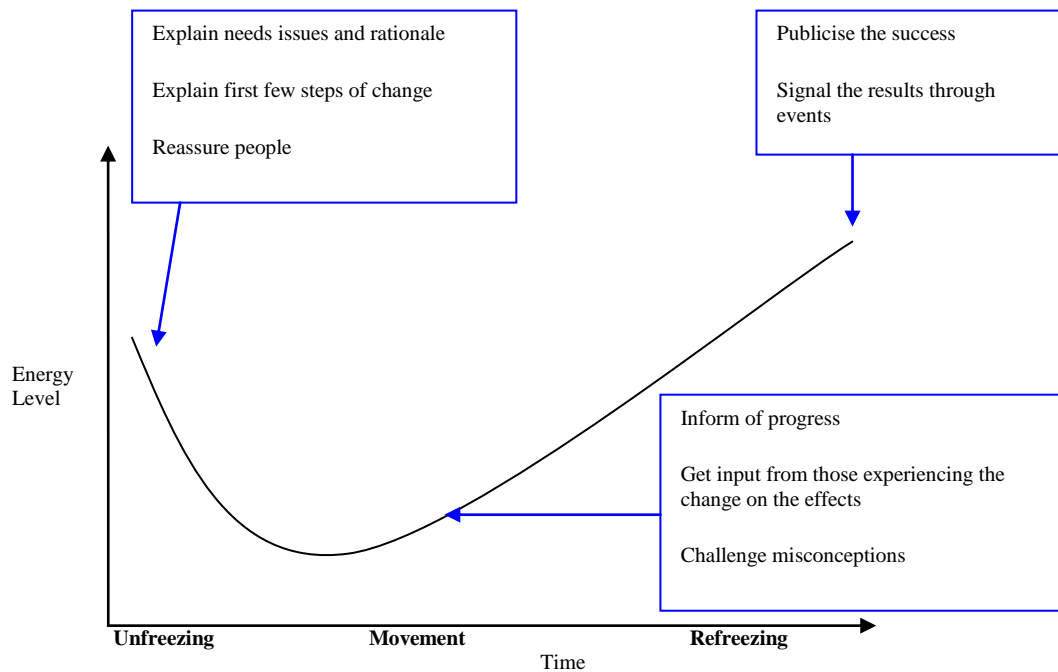 Explain needs issues and rationale
Explain first few steps of change
Reassure people
Publicise the success
Signal the results through
events
Energy
Level
Inform of progress
Get input from those experiencing the
change on the effects
Challenge misconceptions
Unfreezing
Movement
Refreezing
Time